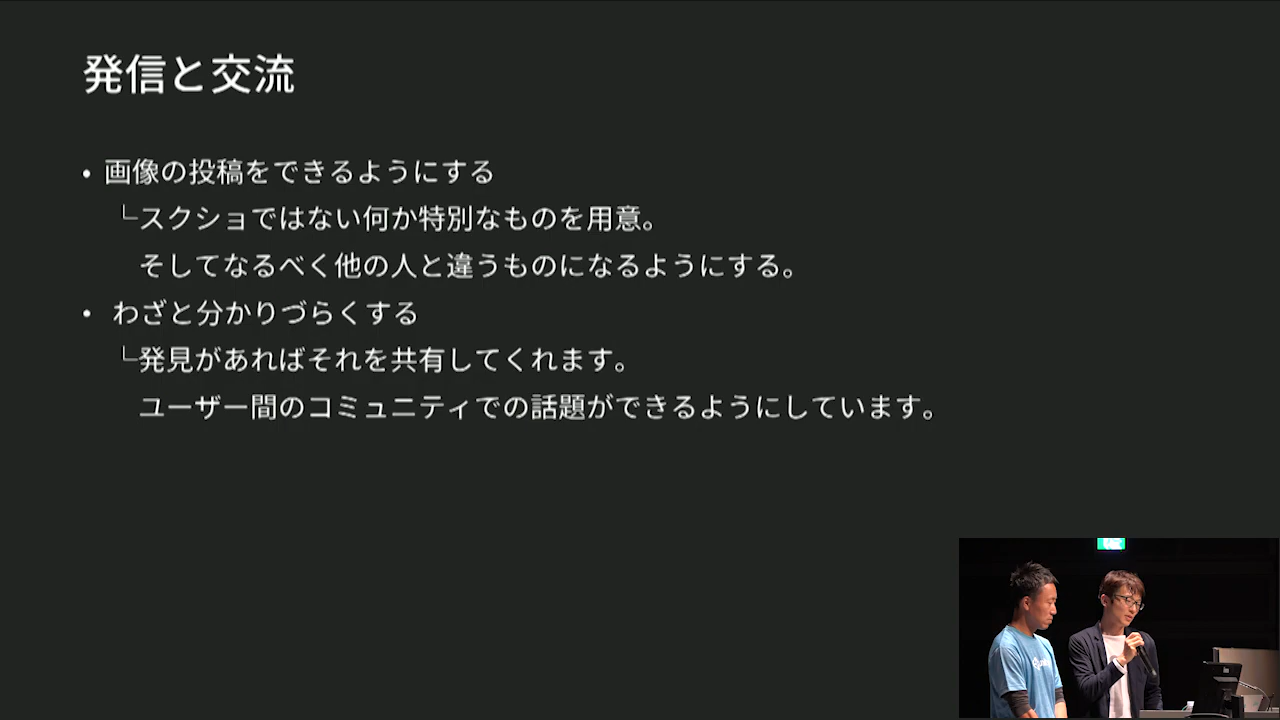 発信と交流
• 画像の投稿をできるようにする
└スクショではない何か特別なものを用意。
そしてなるべく他の人と違うものになるようにする。
• わざと分かりづらくする
└発見があればそれを共有してくれます。
ユーザー間のコミュニティでの話題ができるようにしています。